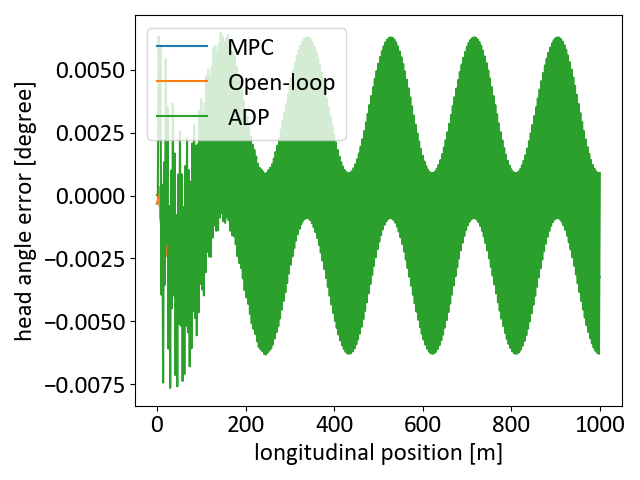 MPC
Open-loop
ADP
head angle error [degree]
0.0050
0.0025
0.0000
−0.0025
−0.0050
−0.0075
0 200 400 600 800 1000
longitudinal position [m]